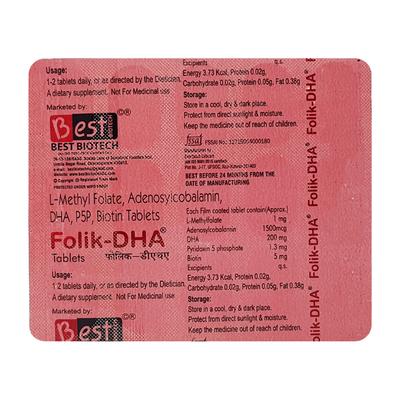 Usage:
1-2 tablets daily, or as directed by the Dietician.
A dietary supplement. Not For Medicinal use
Marketed by:
Best
BEST BIOTECH
L-Methyl Folate, Adenosylcobalamin,
DHA, P5P, Biotin Tablets
Folik-DHA®
Tablets फोलिक-डीएचए
Usage:
1-2 tablets daily, or as directed by the Dietician.
A dietary supplement. Not For Medicinal use
Marketed by:
Best
Excipients q.s.
Energy 3.73 Kcal, Protein 0.02g,
Carbohydrate 0.02g, Protein 0.05g, Fat 0.38g
Storage:
Store in a cool, dry & dark place.
Protect from direct sunlight & moisture.
Keep the medicine out of reach of children.
fssai
BEST BEFORE 24 MONTHS FROM THE
DATE OF MANUFACTURING
Each Film coated tablet contain(Approx.)
L-Methylfolate 1 mg
Adenosylcobalamin 1500mcg
DHA 200 mg
Pyridoxin 5 phosphate 1.3 mg
Biotin 5 mg
Excipients q.s.
Energy 3.73 Kcal, Protein 0.02g,
Carbohydrate 0.02g, Protein 0.05g, Fat 0.38g
Storage:
Store in a cool, dry & dark place.
Protect from direct sunlight & moisture.
Keep the medicine out of reach of children.
Folik-DHA®
Folik-DHA®
Folik-DHA®